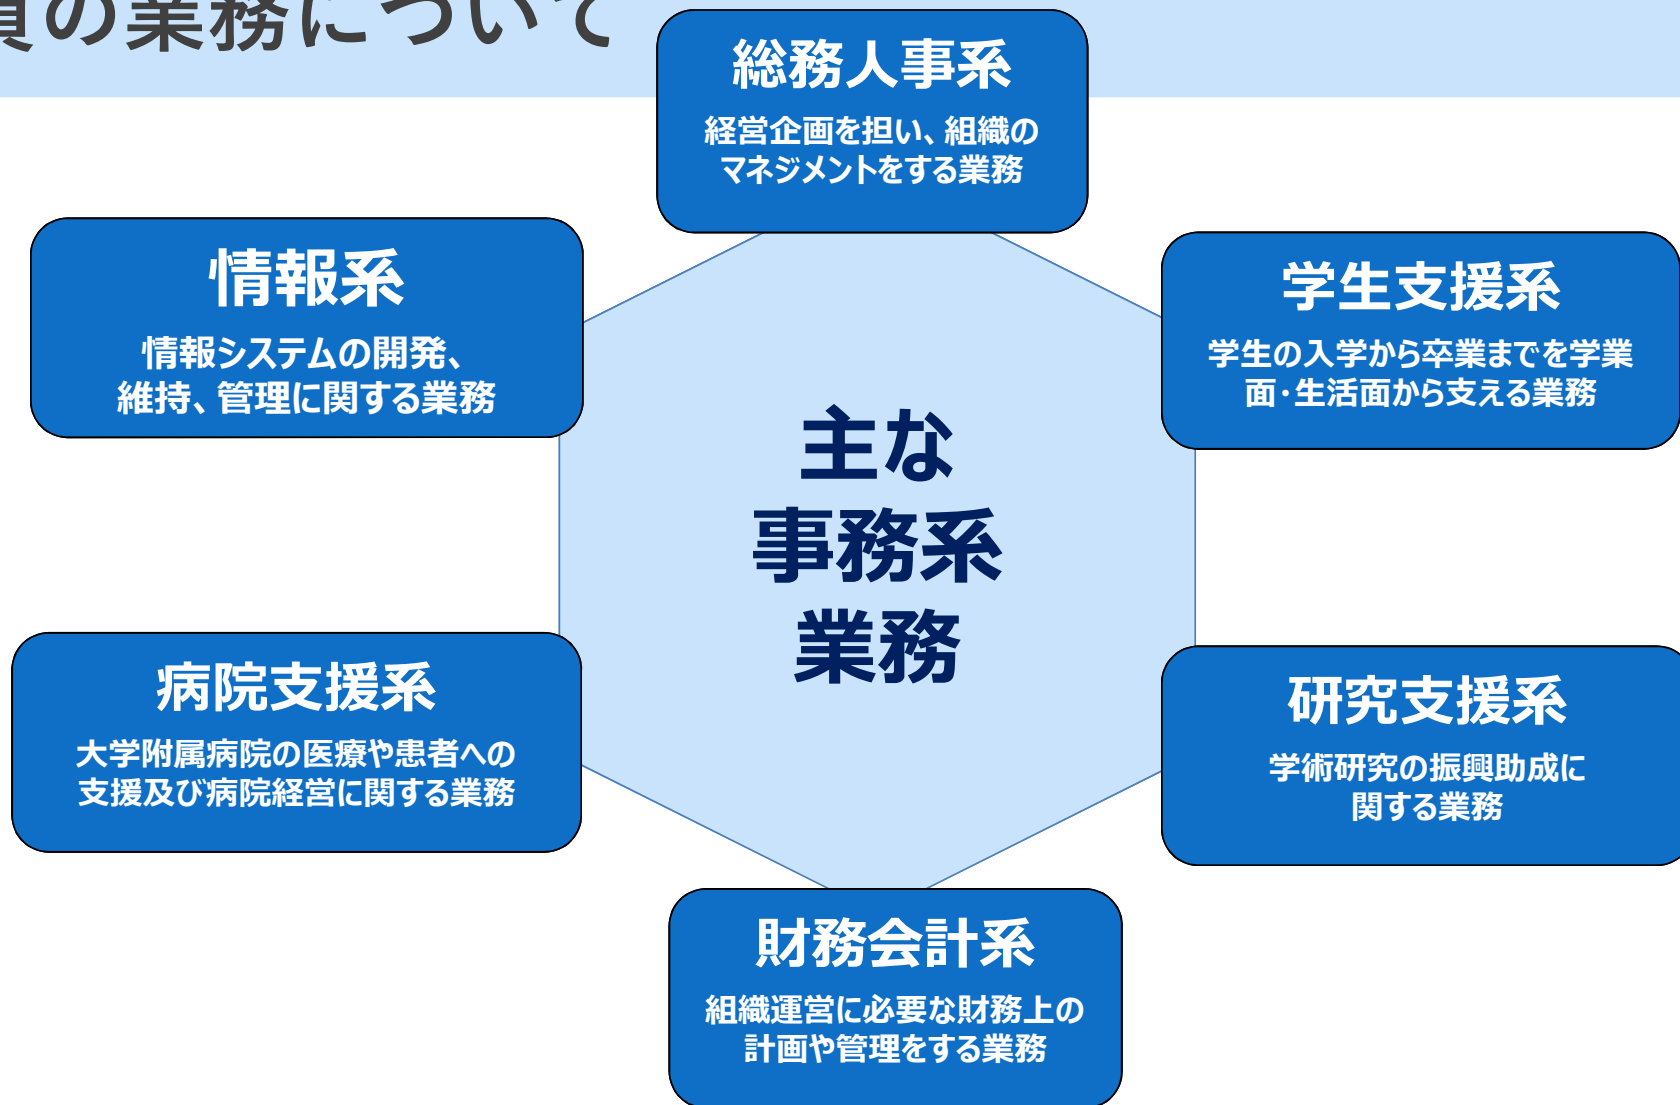 員の業務について
総務人事系
経営企画を担い、組織の
マネジメントをする業務
情報系
情報システムの開発、
維持、管理に関する業務
学生支援系
学生の入学から卒業までを学業
面・生活面から支える業務
主な
事務系
業務
病院支援系
大学附属病院の医療や患者への
支援及び病院経営に関する業務
研究支援系
学術研究の振興助成に
関する業務
財務会計系
組織運営に必要な財務上の
計画や管理をする業務